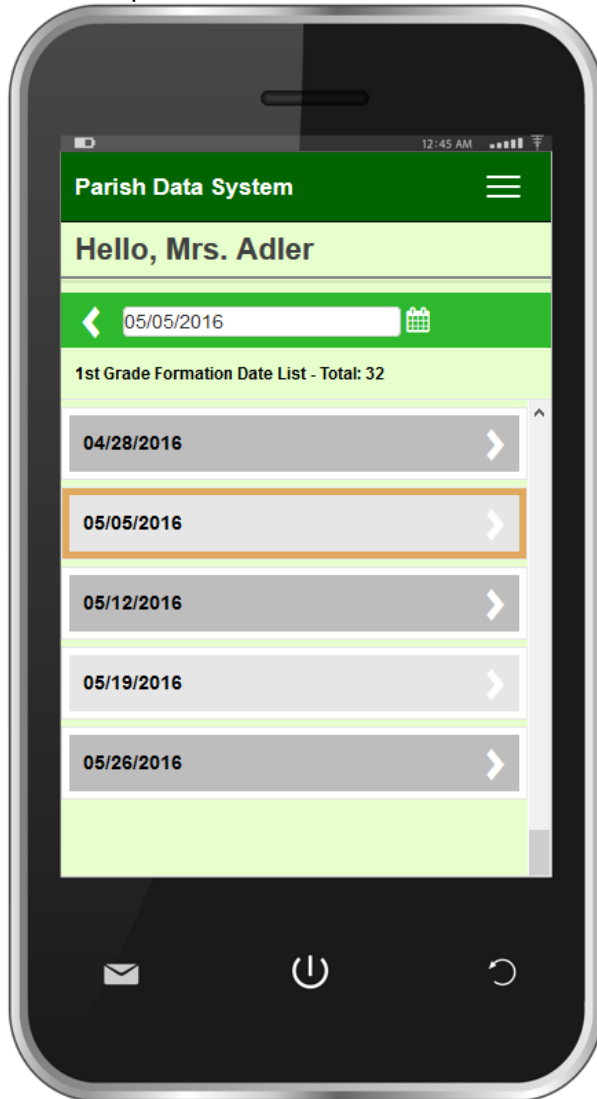 12:45 AM
Parish Data System
Hello, Mrs. Adler
05/05/2016
1st Grade Formation Date List - Total: 32
04/28/2016
05/05/2016
05/12/2016
05/19/2016
05/26/2016